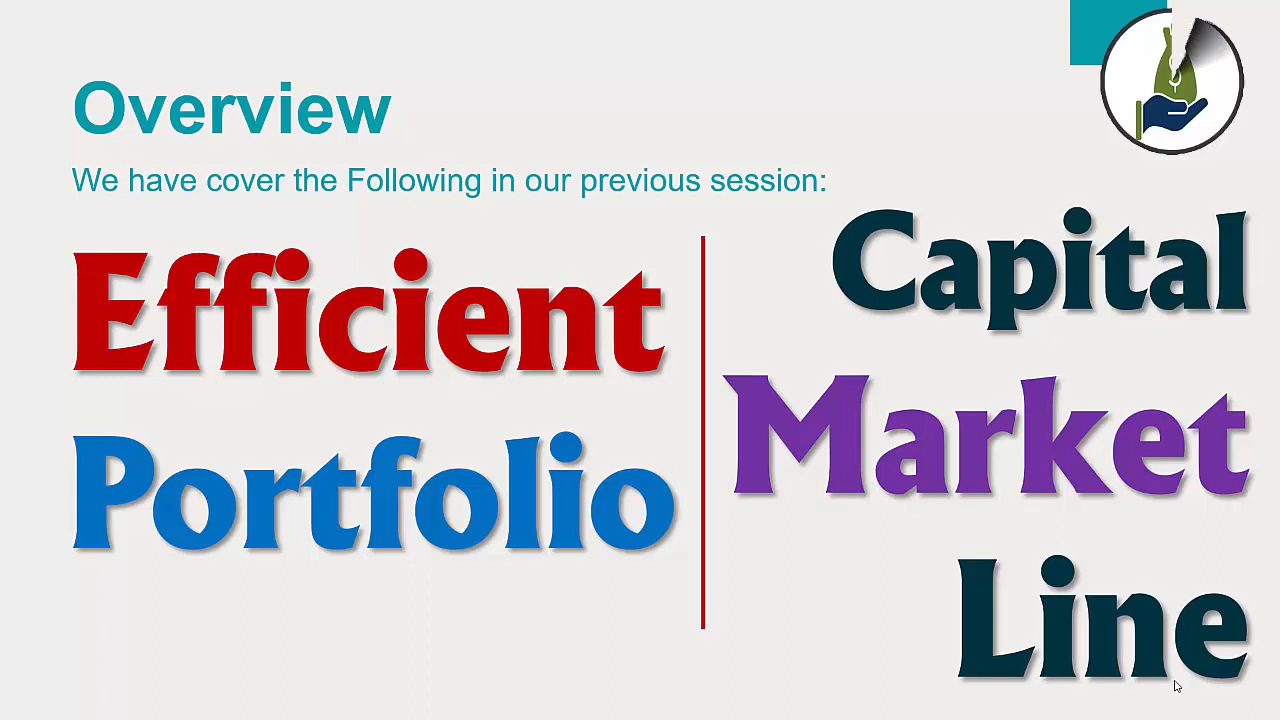 Overview
We have cover the Following in our previous session:
Efficient
Portfolio
Capital
Market
Line